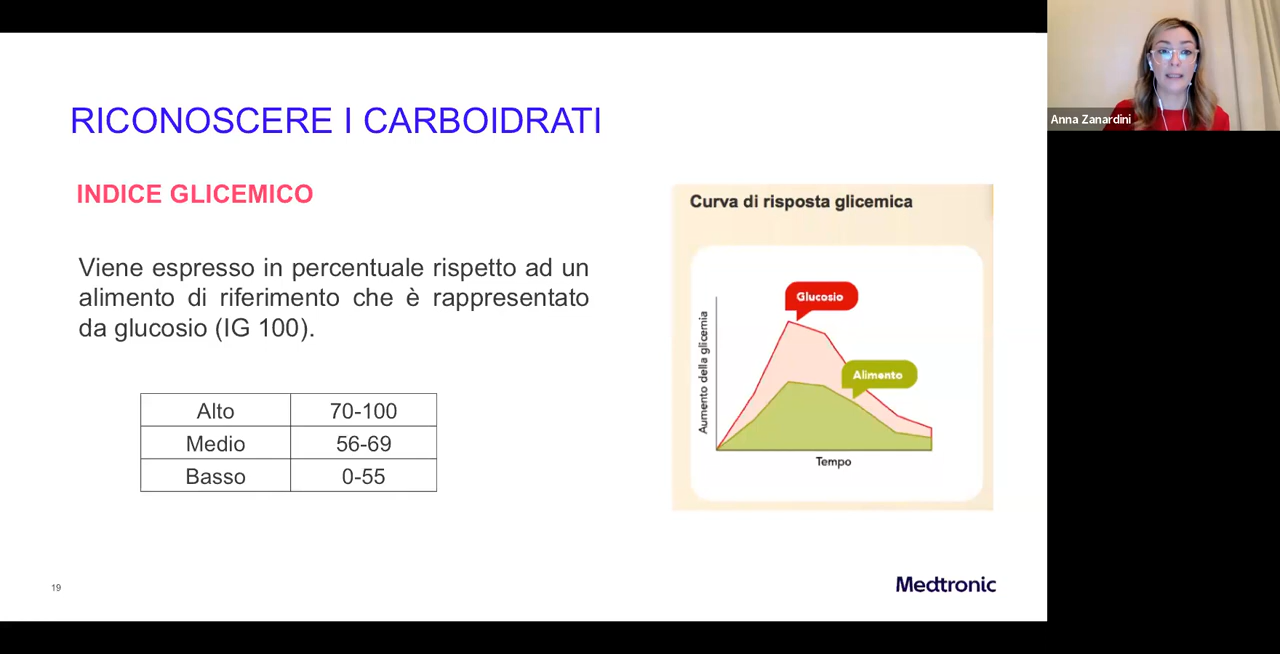 RICONOSCERE I CARBOIDRATI
INDICE GLICEMICO
Viene espresso in percentuale rispetto ad un
alimento di riferimento che è rappresentato
da glucosio (IG 100).
Alto 70-100
Medio 56-69
Basso 0-55
Curva di risposta glicemica
Glucosio
Alimento
Aumento della glicemia
Tempo
19
Medtronic
Anna Zanardini